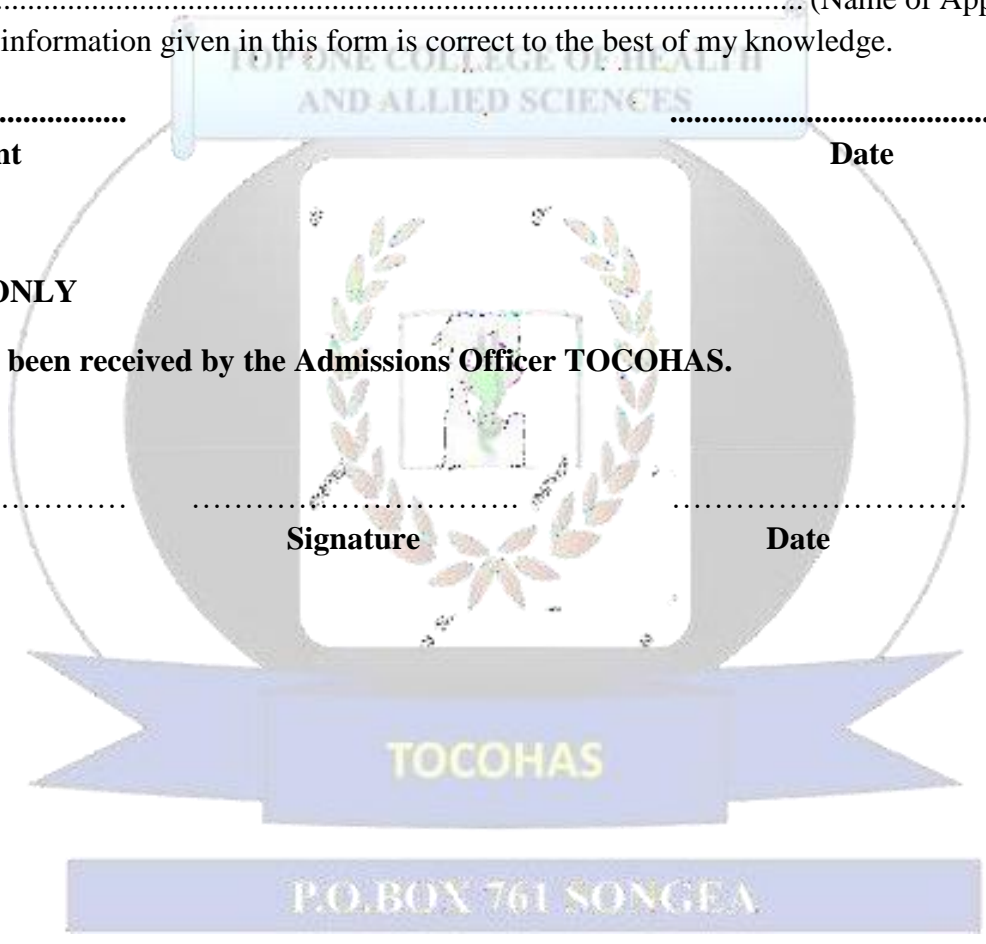 ........................................................................................ (Name of App
information given in this form is correct to the best of my knowledge.
TOP ONE COLLEGE OF HEALTH
AND ALLIED SCIENCES
................ ........................................
nt Date
ONLY
been received by the Admissions Officer TOCOHAS.
…………… …………………………. ……………………….
Signature Date
TOCOHAS
P.O.BOX 761 SONGEA